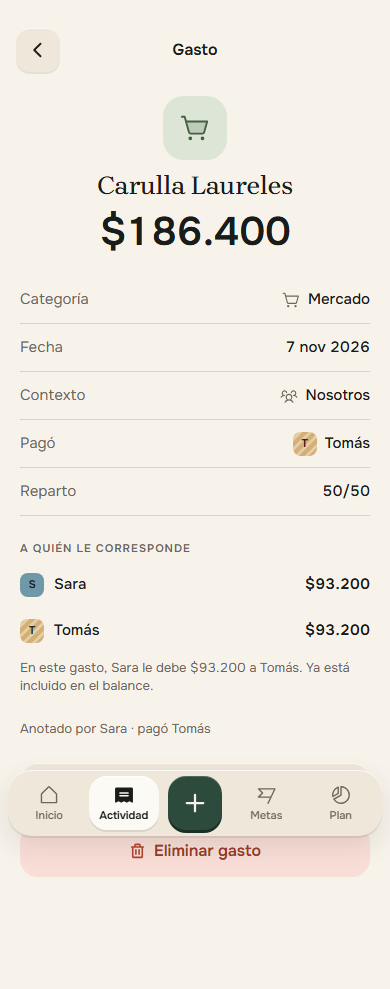 Gasto
Carulla Laureles
$186.400
Categoría Mercado
Fecha 7 nov 2026
Contexto Nosotros
Pagó T Tomás
Reparto 50/50
A QUIÉN LE CORRESPONDE
S Sara $93.200
T Tomás $93.200
En este gasto, Sara le debe $93.200 a Tomás. Ya está
incluido en el balance.
Anotado por Sara · pagó Tomás
Inicio Actividad Metas Plan
Eliminar gasto